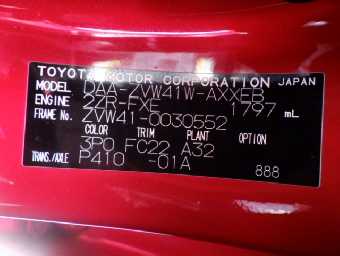 TOYOTA MOTOR CORPORATION JAPAN
MODEL DAA-ZVW41W-AXXEB
ENGINE 2ZR-FXE 1797 mL
FRAME No. ZVW41-0030552
COLOR TRIM PLANT OPTION
3P0 FC22 A32
TRANS./AXLE P410 -01A
888